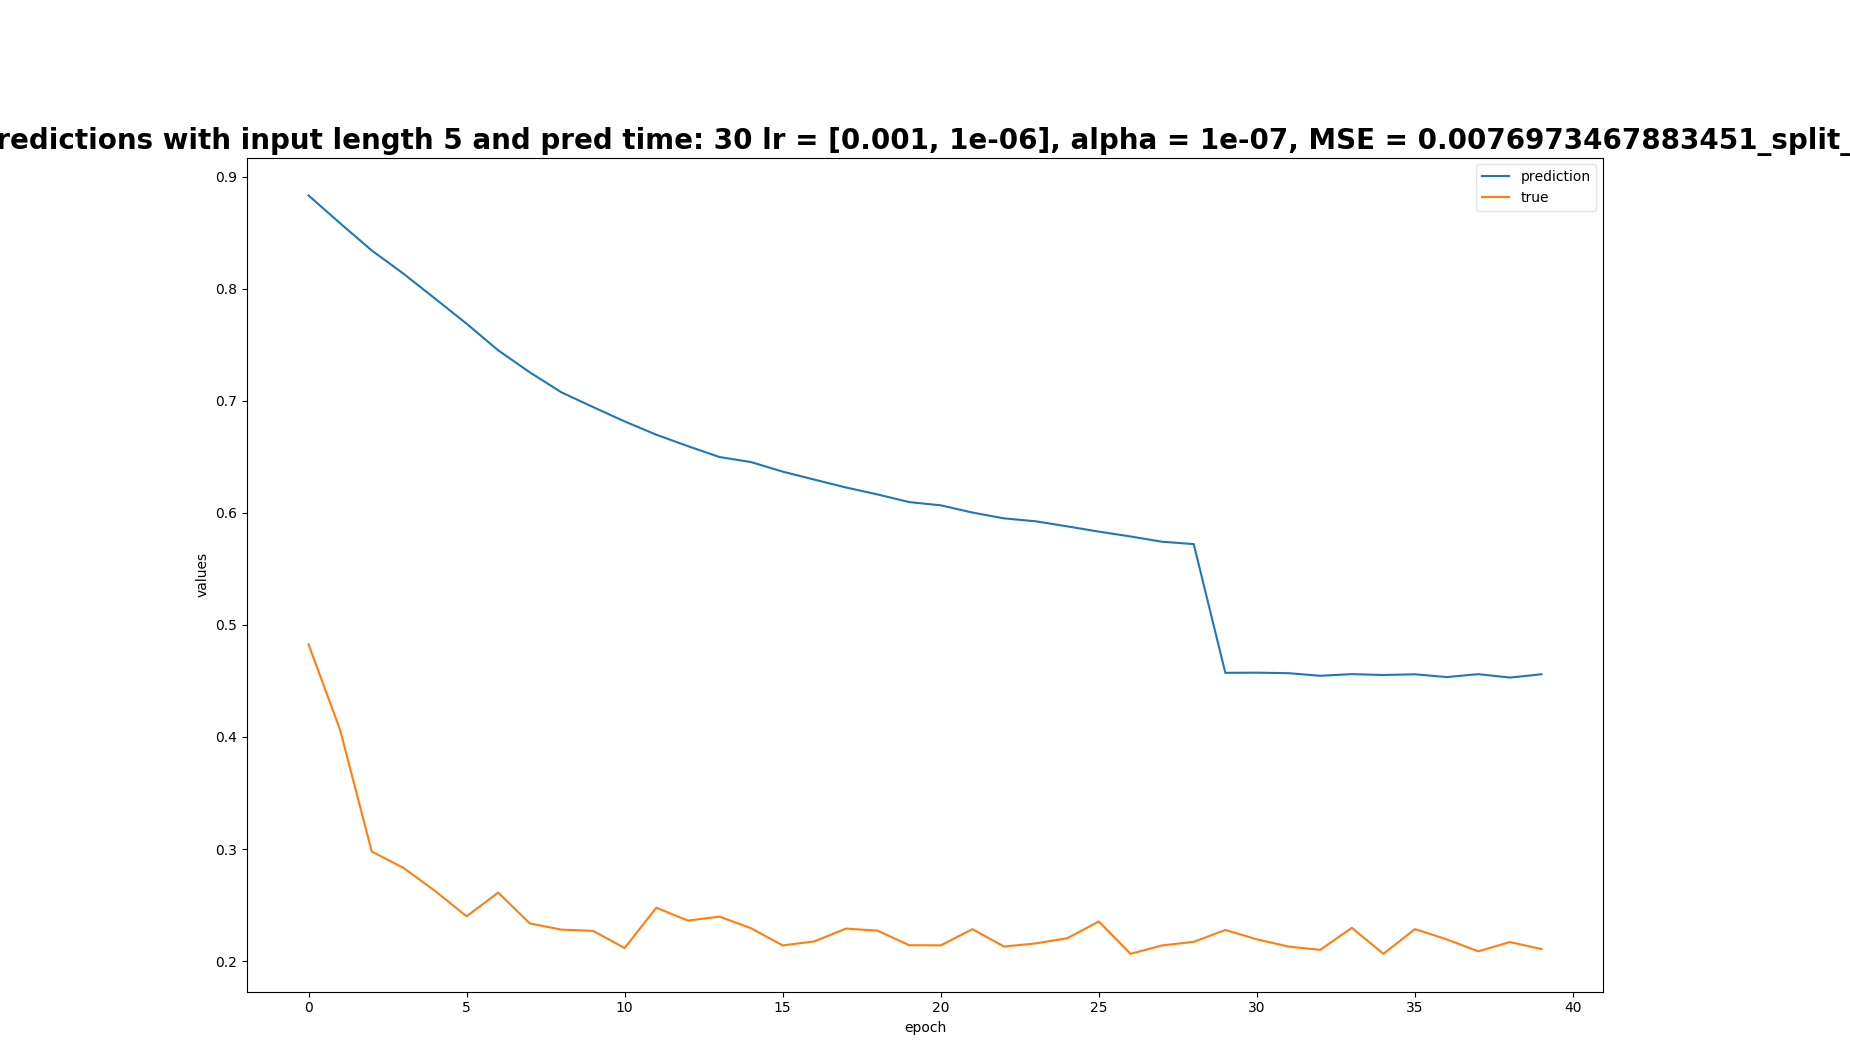 redictions with input length 5 and pred time: 30 lr = [0.001, 1e-06], alpha = 1e-07, MSE = 0.0076973467883451_split_
prediction
true
0.9
0.8
0.7
0.6
0.5
0.4
0.3
0.2
values
0 5 10 15 20 25 30 35 40
epoch